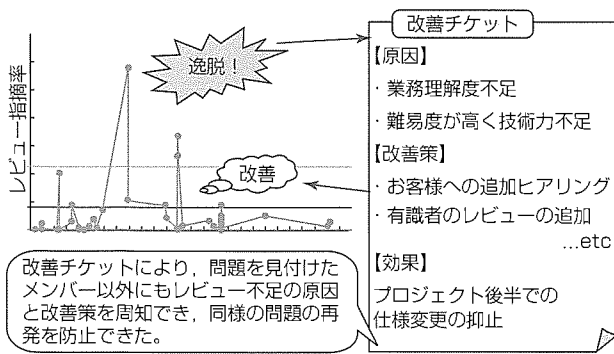 改善チケット
【原因】
・業務理解度不足
・難易度が高く技術力不足
【改善策】
・お客様への追加ヒアリング
・有識者のレビューの追加
…etc
【効果】
プロジェクト後半での
仕様変更の抑止
逸脱！
レビュー指摘率
改善
改善チケットにより，問題を見付けた
メンバー以外にもレビュー不足の原因
と改善策を周知でき，同様の問題の再
発を防止できた。